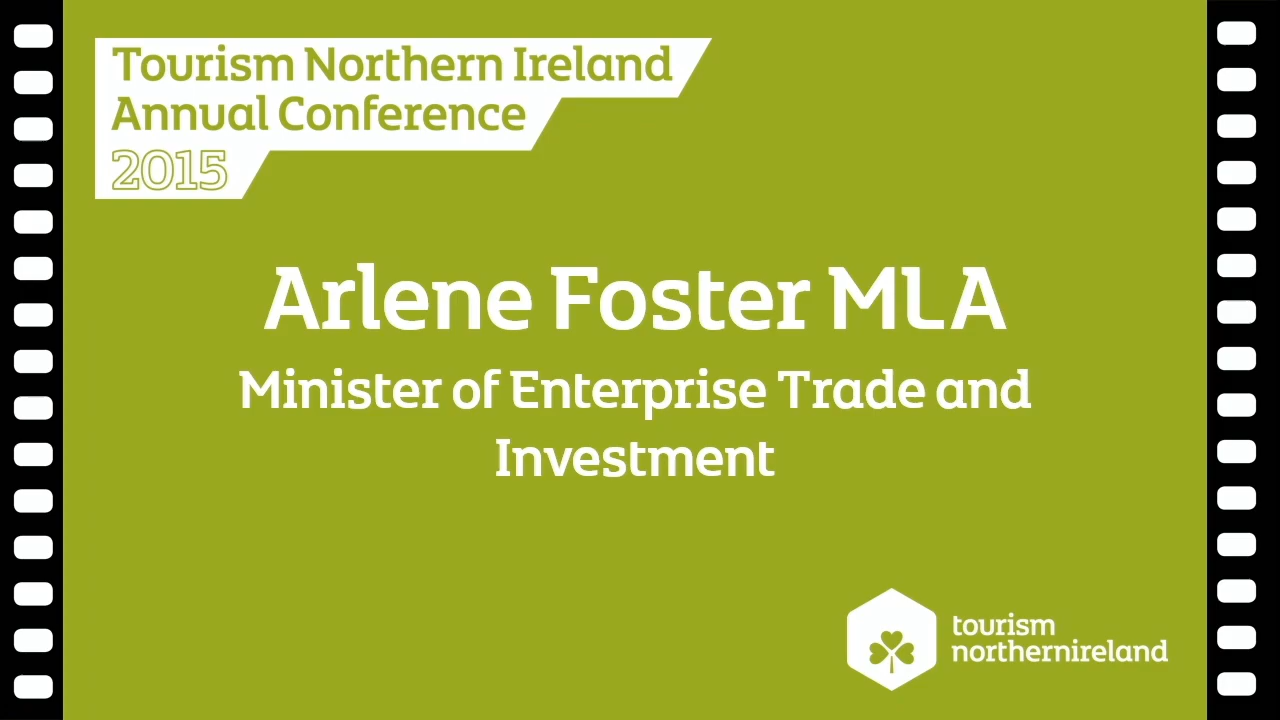 Tourism Northern Ireland
Annual Conference
2015
Arlene Foster MLA
Minister of Enterprise Trade and
Investment
tourism
northernireland